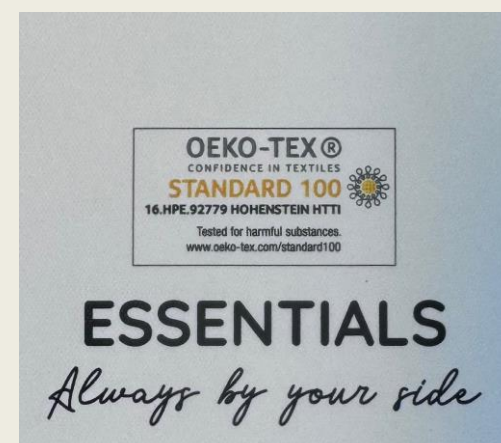 OEKO-TEX®
CONFIDENCE IN TEXTILES
STANDARD 100
16.HPE.92779 HOHENSTEIN HTTI
Tested for harmful substances.
www.oeko-tex.com/standard100
ESSENTIALS
Always by your side